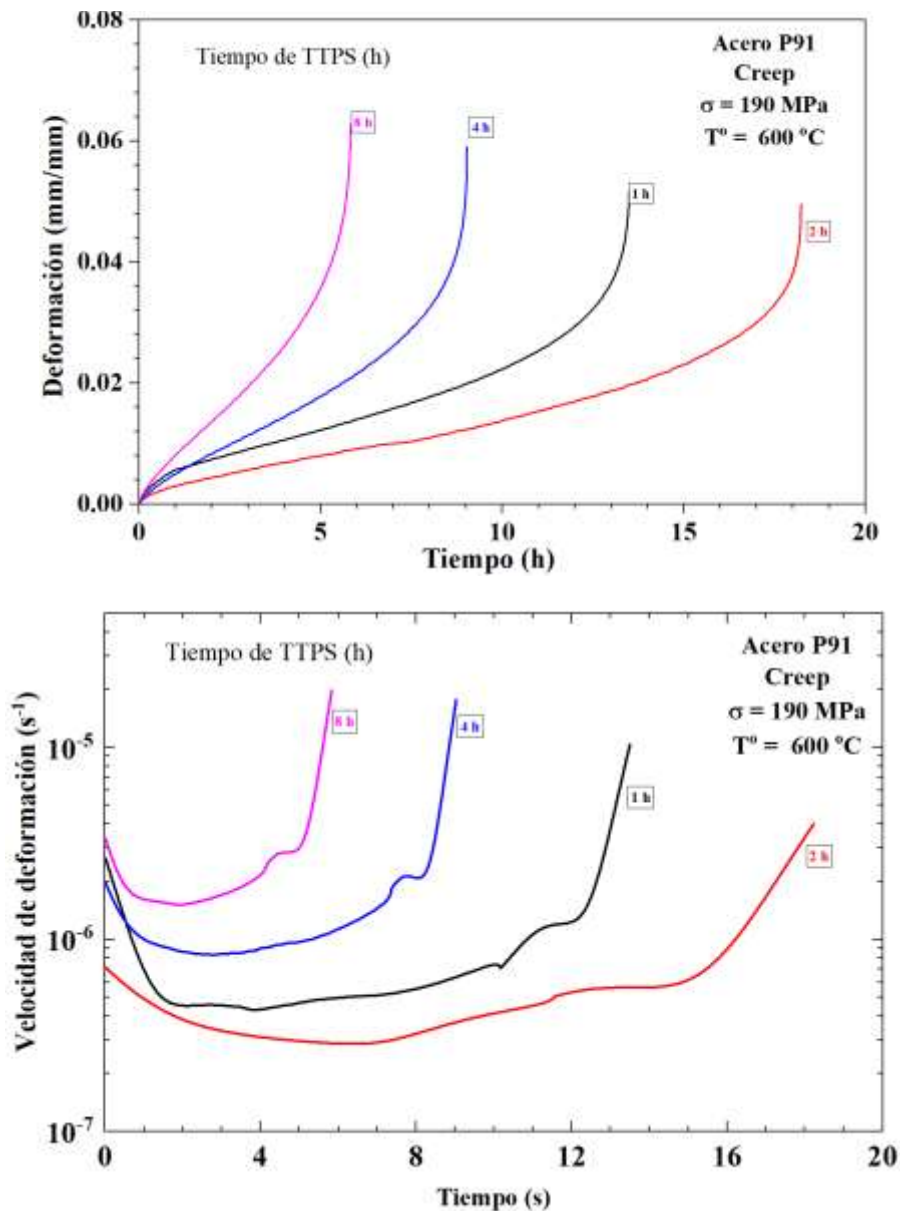 0.08
Tiempo de TTPS (h)
Acero P91
Creep
σ = 190 MPa
Tº = 600 ºC
8 h
4 h
0.06
1 h
2 h
0.04
0.02
0.00
Deformación (mm/mm)
0 5 10 15 20
Tiempo (h)
Tiempo de TTPS (h)
Acero P91
Creep
σ = 190 MPa
Tº = 600 ºC
8 h
4 h
10-5
1 h
2 h
10-6
10-7
Velocidad de deformación (s-1)
0 4 8 12 16 20
Tiempo (s)